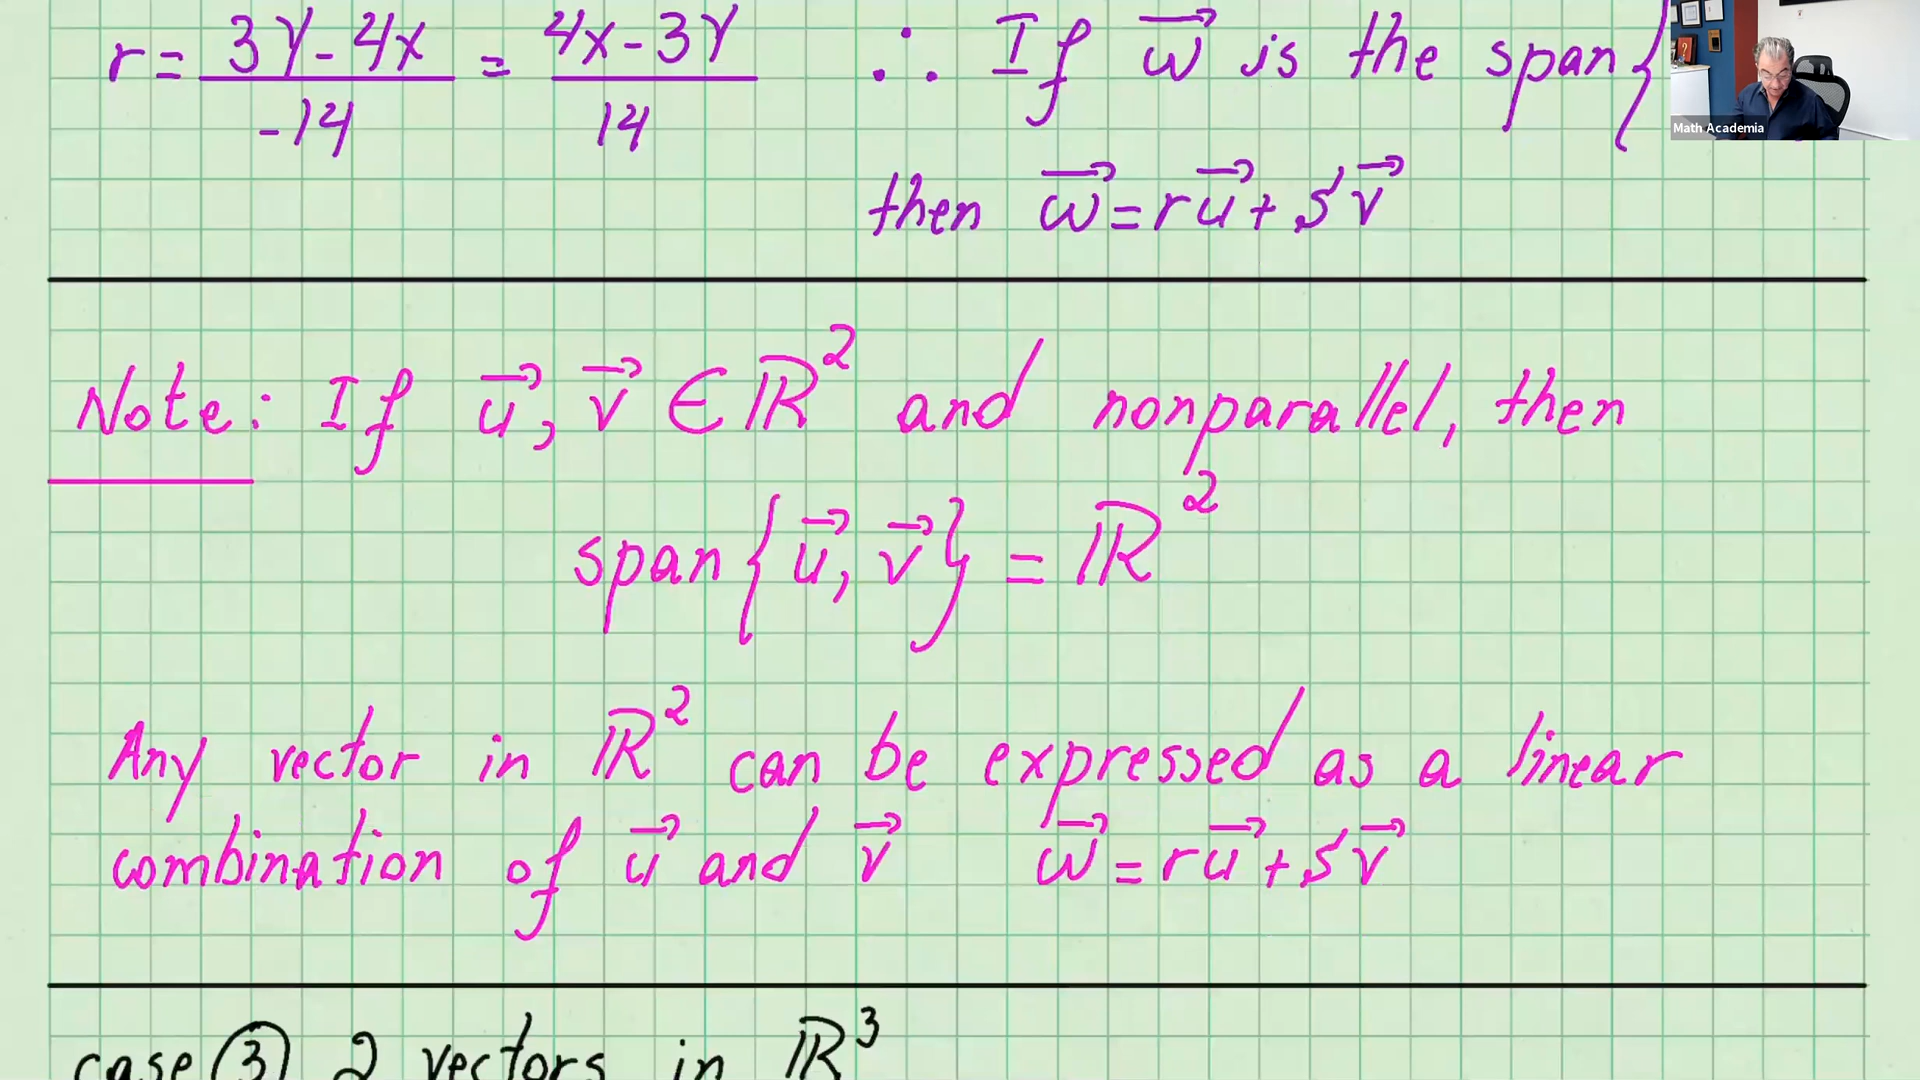 r = (3Y - 4x)/(-14) = (4x - 3Y)/14
∴ If w⃗ is the span{
then w⃗ = ru⃗ + sv⃗
Math Academia
Note: If u⃗, v⃗ ∈ ℝ² and nonparallel, then
span{u⃗, v⃗} = ℝ²
Any vector in ℝ² can be expressed as a linear
combination of u⃗ and v⃗ w⃗ = ru⃗ + sv⃗
case ③ 2 vectors in ℝ³